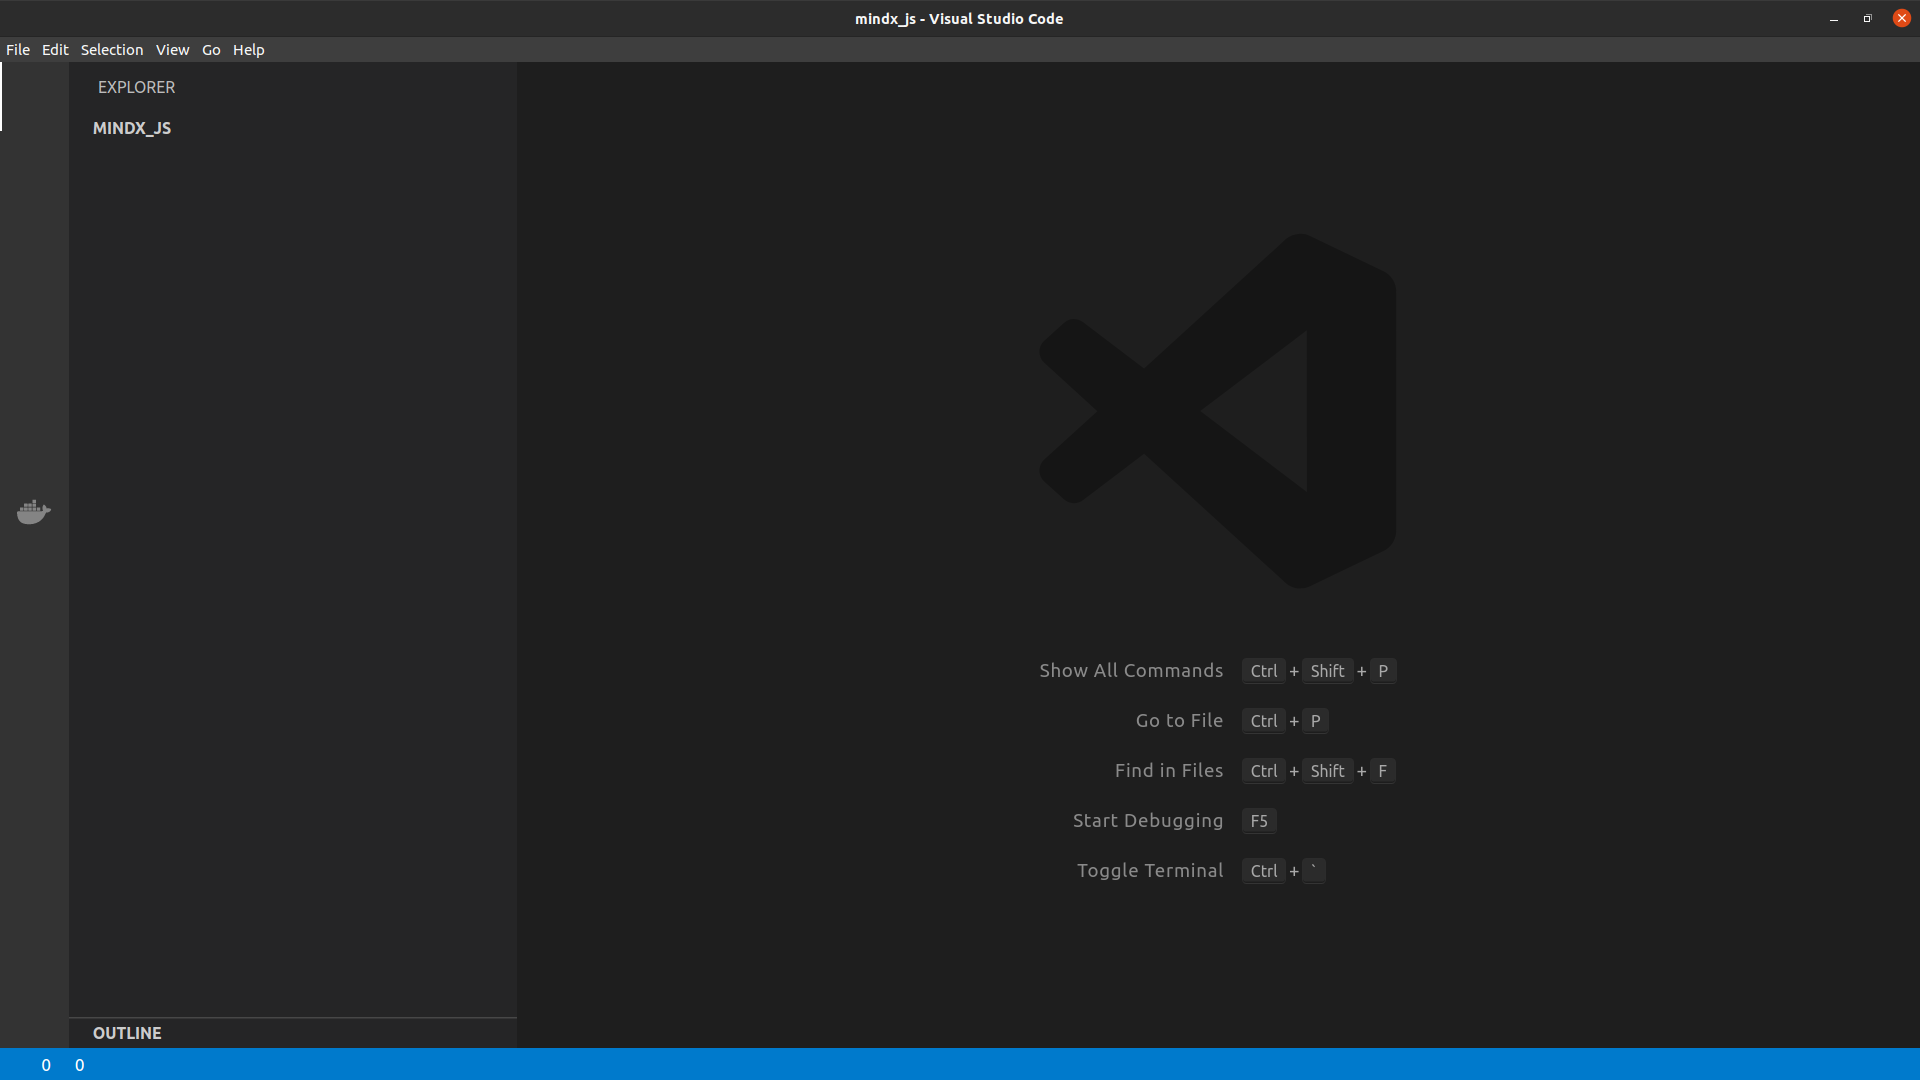 mindx_js - Visual Studio Code
File Edit Selection View Go Help
EXPLORER
MINDX_JS
Show All Commands Ctrl + Shift + P
Go to File Ctrl + P
Find in Files Ctrl + Shift + F
Start Debugging F5
Toggle Terminal Ctrl + `
OUTLINE
0 0